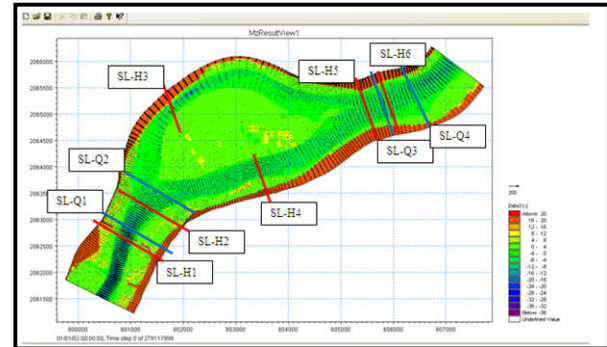 MzResultView1
SL-H3
SL-H5
SL-H6
SL-Q2
SL-Q1
SL-Q3
SL-Q4
SL-H4
SL-H2
SL-H1
2066000
2065500
2065000
2064500
2064000
2063500
2063000
2062500
2062000
2061500
600000
601000
602000
603000
604000
605000
606000
607000
200
Above 20
16 - 20
12 - 16
8 - 12
4 - 8
0 - 4
-4 - 0
-8 - -4
-12 - -8
-16 - -12
-20 - -16
-24 - -20
-28 - -24
-32 - -28
-36 - -32
Below -36
Undefined Value
01/01/02 00:00:00, Time step 0 of